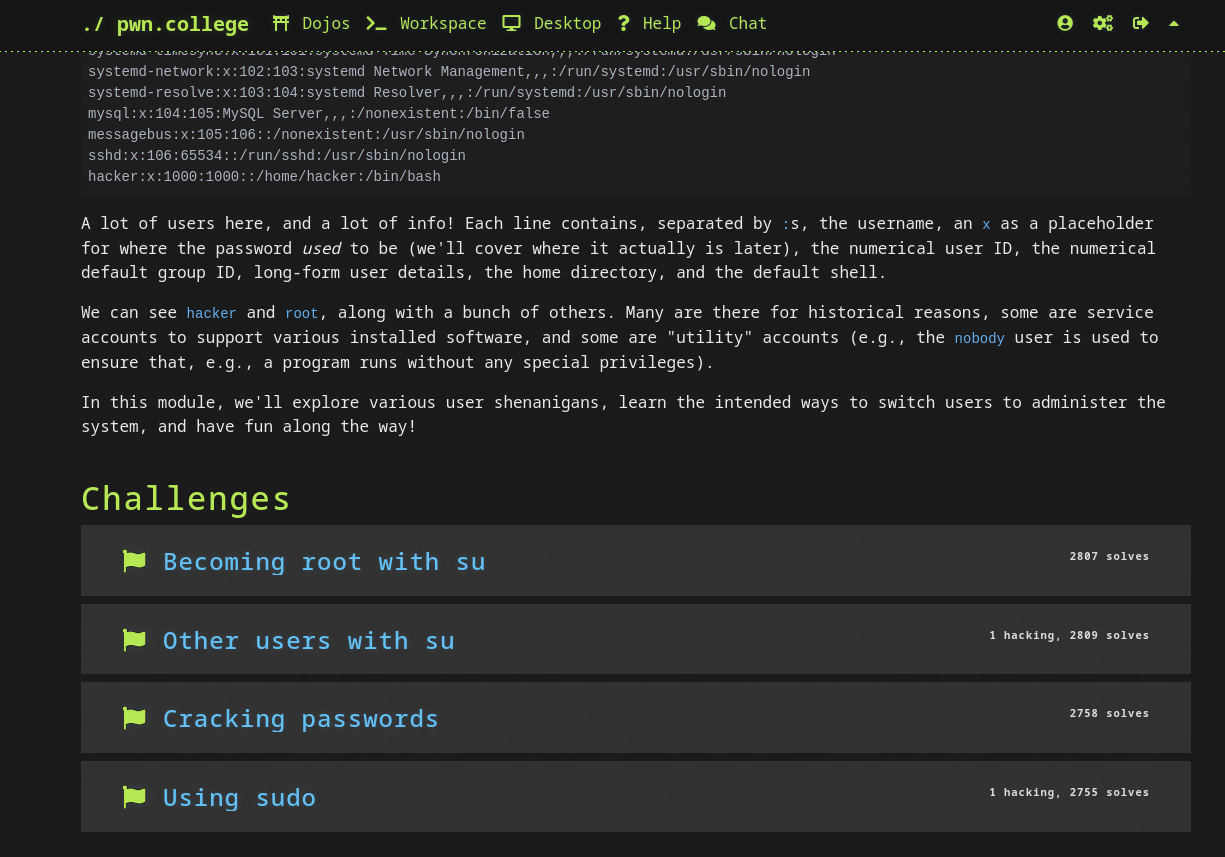 ./ pwn.college Dojos Workspace Desktop Help Chat
systemd-network:x:102:103:systemd Network Management,,,:/run/systemd:/usr/sbin/nologin
systemd-resolve:x:103:104:systemd Resolver,,,:/run/systemd:/usr/sbin/nologin
mysql:x:104:105:MySQL Server,,,:/nonexistent:/bin/false
messagebus:x:105:106::/nonexistent:/usr/sbin/nologin
sshd:x:106:65534::/run/sshd:/usr/sbin/nologin
hacker:x:1000:1000::/home/hacker:/bin/bash
A lot of users here, and a lot of info! Each line contains, separated by :s, the username, an x as a placeholder
for where the password used to be (we'll cover where it actually is later), the numerical user ID, the numerical
default group ID, long-form user details, the home directory, and the default shell.
We can see hacker and root, along with a bunch of others. Many are there for historical reasons, some are service
accounts to support various installed software, and some are "utility" accounts (e.g., the nobody user is used to
ensure that, e.g., a program runs without any special privileges).
In this module, we'll explore various user shenanigans, learn the intended ways to switch users to administer the
system, and have fun along the way!
Challenges
Becoming root with su 2807 solves
Other users with su 1 hacking, 2809 solves
Cracking passwords 2758 solves
Using sudo 1 hacking, 2755 solves